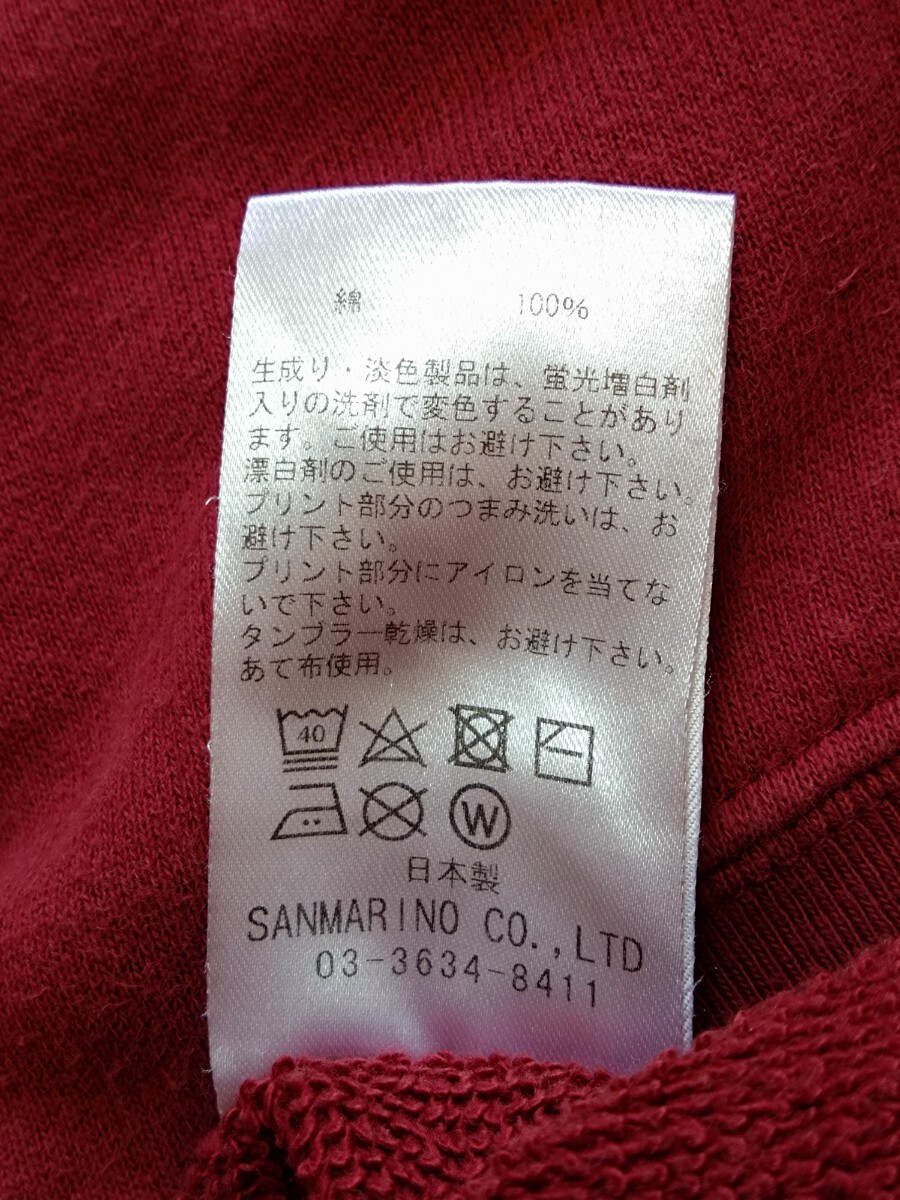 綿 100%
生成り・淡色製品は、蛍光増白剤
入りの洗剤で変色することがあり
ます。ご使用はお避け下さい。
漂白剤のご使用は、お避け下さい。
プリント部分のつまみ洗いは、お
避け下さい。
プリント部分にアイロンを当てな
いで下さい。
タンブラー乾燥は、お避け下さい。
あて布使用。
40
W
日本製
SANMARINO CO.,LTD
03-3634-8411